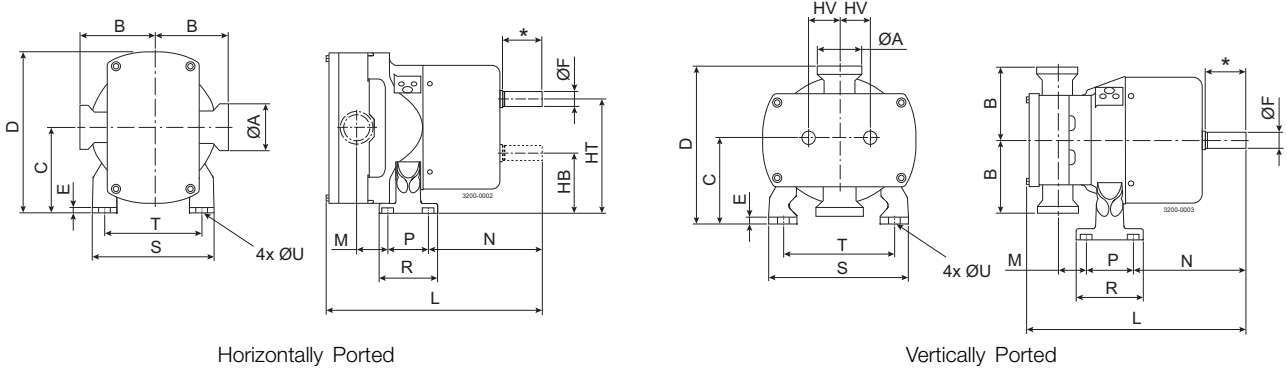 B B
D
C
E
ØA
T
S
4x ØU
*
ØF
HT
HB
3200-0002
M P N
R
L
Horizontally Ported
HV HV
ØA
D
C
E
T
S
4x ØU
*
B
B
ØF
3200-0003
M P N
R
L
Vertically Ported